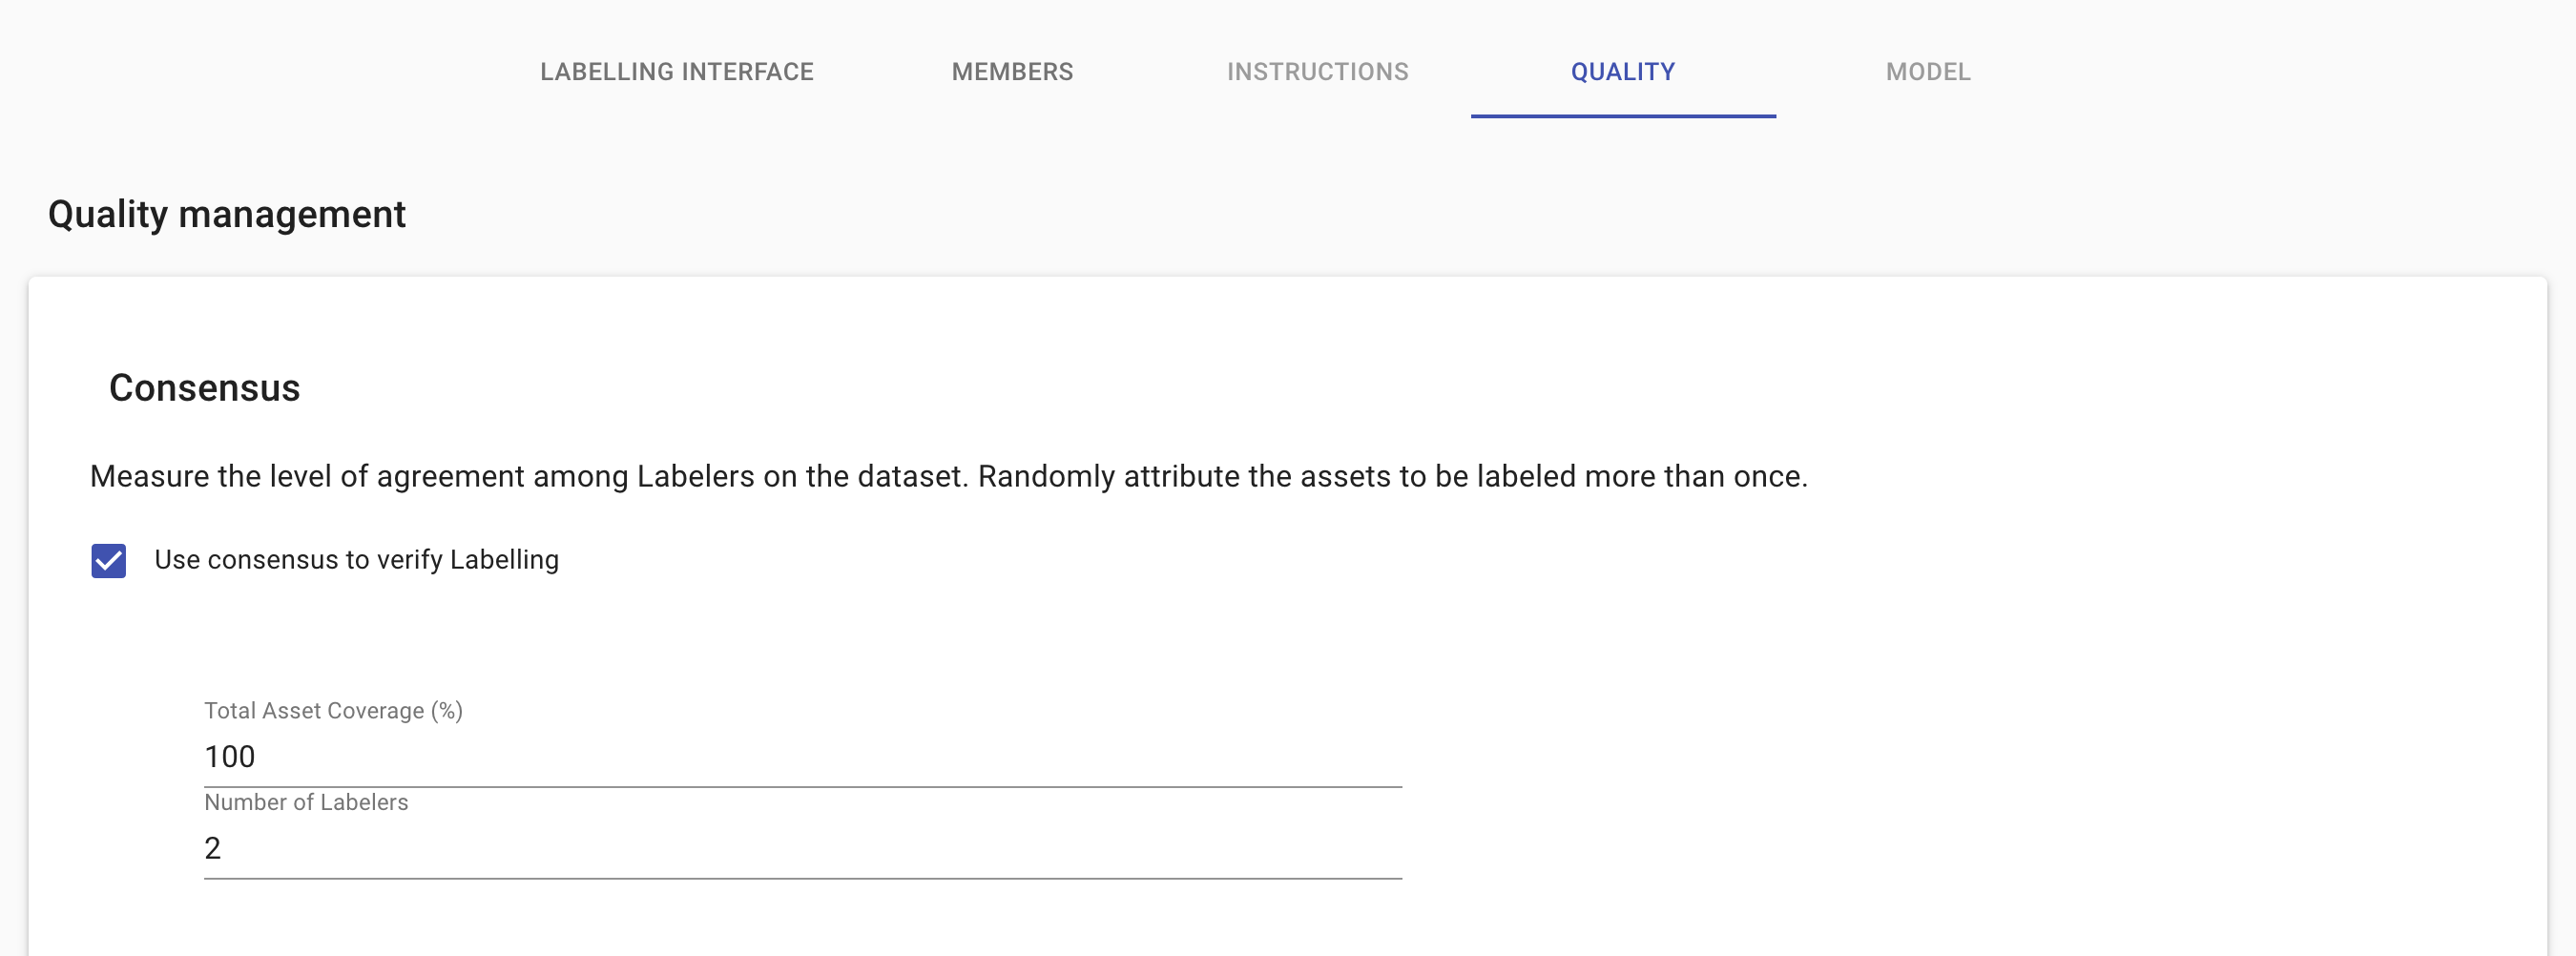 LABELLING INTERFACE MEMBERS INSTRUCTIONS QUALITY MODEL
Quality management
Consensus
Measure the level of agreement among Labelers on the dataset. Randomly attribute the assets to be labeled more than once.
Use consensus to verify Labelling
Total Asset Coverage (%)
100
Number of Labelers
2